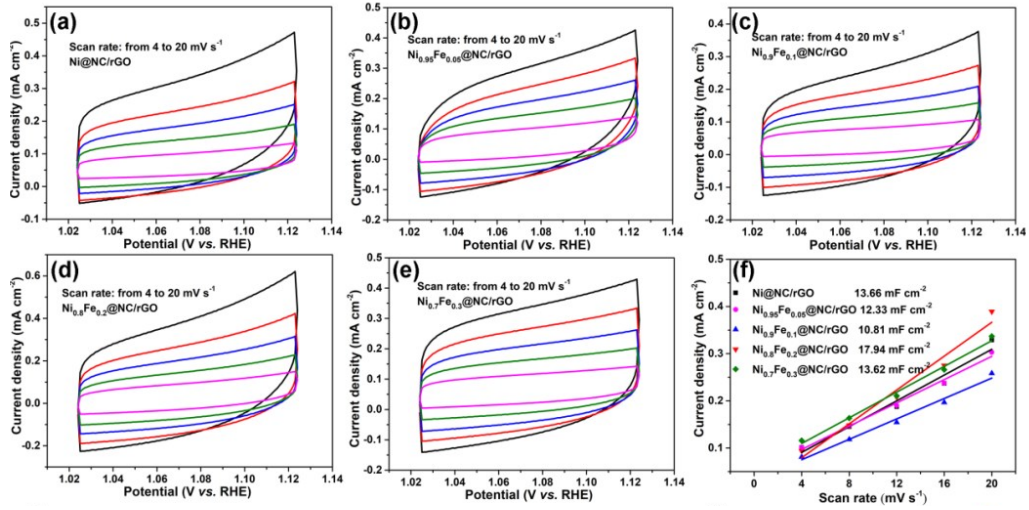 (a)
Scan rate: from 4 to 20 mV s⁻¹
Ni@NC/rGO
Current density (mA cm⁻²)
0.5
0.4
0.3
0.2
0.1
0.0
-0.1
1.02 1.04 1.06 1.08 1.10 1.12 1.14
Potential (V vs. RHE)
(b)
Scan rate: from 4 to 20 mV s⁻¹
Ni₀.₉₅Fe₀.₀₅@NC/rGO
Current density (mA cm⁻²)
0.5
0.4
0.3
0.2
0.1
0.0
-0.1
-0.2
1.02 1.04 1.06 1.08 1.10 1.12 1.14
Potential (V vs. RHE)
(c)
Scan rate: from 4 to 20 mV s⁻¹
Ni₀.₉Fe₀.₁@NC/rGO
Current density (mA cm⁻²)
0.4
0.2
0.0
-0.2
1.02 1.04 1.06 1.08 1.10 1.12 1.14
Potential (V vs. RHE)
(d)
Scan rate: from 4 to 20 mV s⁻¹
Ni₀.₈Fe₀.₂@NC/rGO
Current density (mA cm⁻²)
0.6
0.4
0.2
0.0
-0.2
1.02 1.04 1.06 1.08 1.10 1.12 1.14
Potential (V vs. RHE)
(e)
Scan rate: from 4 to 20 mV s⁻¹
Ni₀.₇Fe₀.₃@NC/rGO
Current density (mA cm⁻²)
0.5
0.4
0.3
0.2
0.1
0.0
-0.1
-0.2
1.02 1.04 1.06 1.08 1.10 1.12 1.14
Potential (V vs. RHE)
(f)
Ni@NC/rGO 13.66 mF cm⁻²
Ni₀.₉₅Fe₀.₀₅@NC/rGO 12.33 mF cm⁻²
Ni₀.₉Fe₀.₁@NC/rGO 10.81 mF cm⁻²
Ni₀.₈Fe₀.₂@NC/rGO 17.94 mF cm⁻²
Ni₀.₇Fe₀.₃@NC/rGO 13.62 mF cm⁻²
Current density (mA cm⁻²)
0.5
0.4
0.3
0.2
0.1
0 4 8 12 16 20
Scan rate (mV s⁻¹)